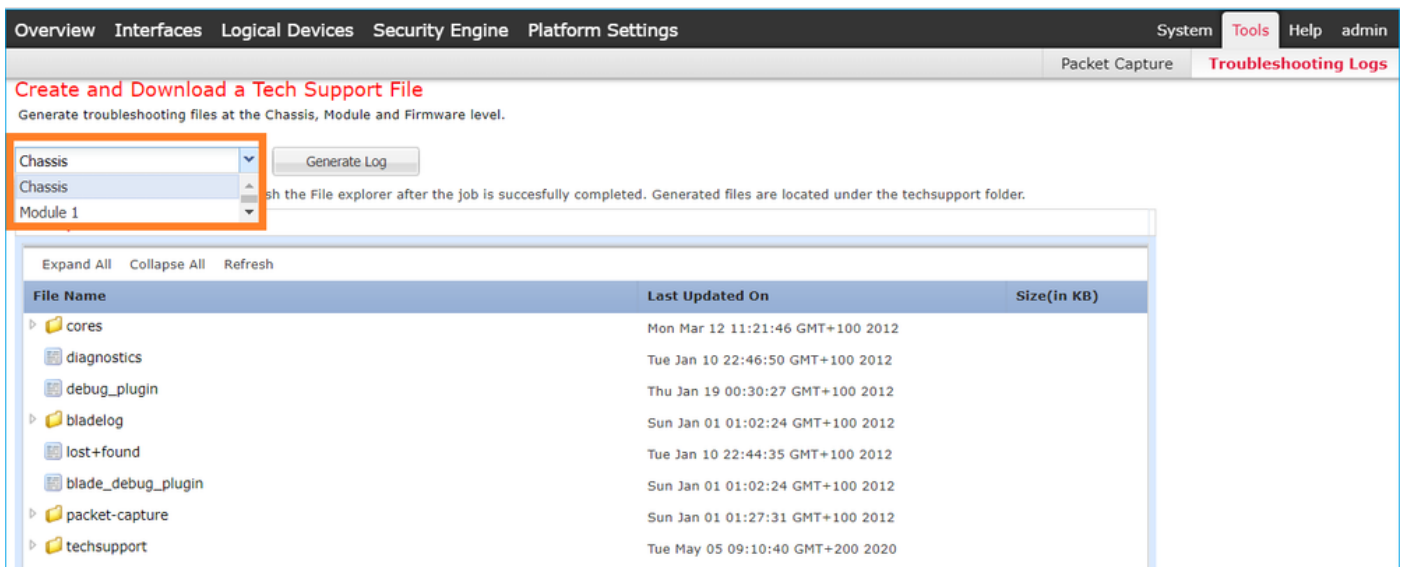 Overview Interfaces Logical Devices Security Engine Platform Settings System Tools Help admin
Packet Capture Troubleshooting Logs
Create and Download a Tech Support File
Generate troubleshooting files at the Chassis, Module and Firmware level.
Chassis Generate Log
Chassis
sh the File explorer after the job is succesfully completed. Generated files are located under the techsupport folder.
Module 1
Expand All Collapse All Refresh
File Name Last Updated On Size(in KB)
cores Mon Mar 12 11:21:46 GMT+100 2012
diagnostics Tue Jan 10 22:46:50 GMT+100 2012
debug_plugin Thu Jan 19 00:30:27 GMT+100 2012
bladelog Sun Jan 01 01:02:24 GMT+100 2012
lost+found Tue Jan 10 22:44:35 GMT+100 2012
blade_debug_plugin Sun Jan 01 01:02:24 GMT+100 2012
packet-capture Sun Jan 01 01:27:31 GMT+100 2012
techsupport Tue May 05 09:10:40 GMT+200 2020